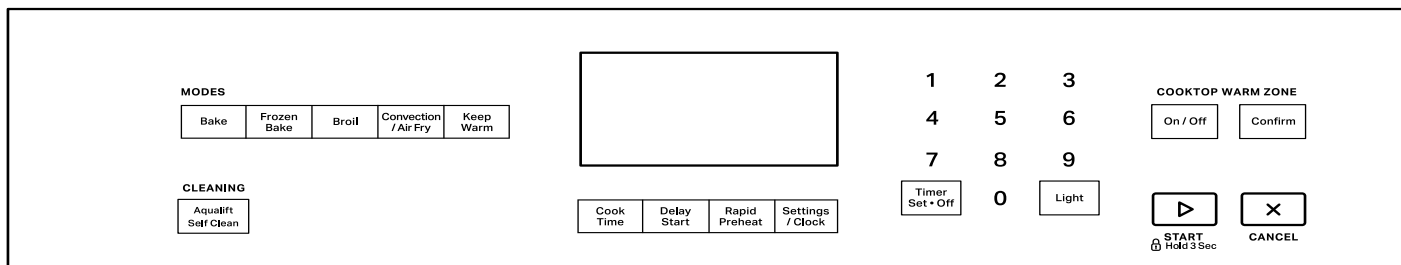 MODES
Bake
Frozen
Bake
Broil
Convection
/ Air Fry
Keep
Warm
CLEANING
Aqualift
Self Clean
Cook
Time
Delay
Start
Rapid
Preheat
Settings
/ Clock
1 2 3
4 5 6
7 8 9
Timer
Set • Off
0
Light
COOKTOP WARM ZONE
On / Off
Confirm
START
Hold 3 Sec
CANCEL